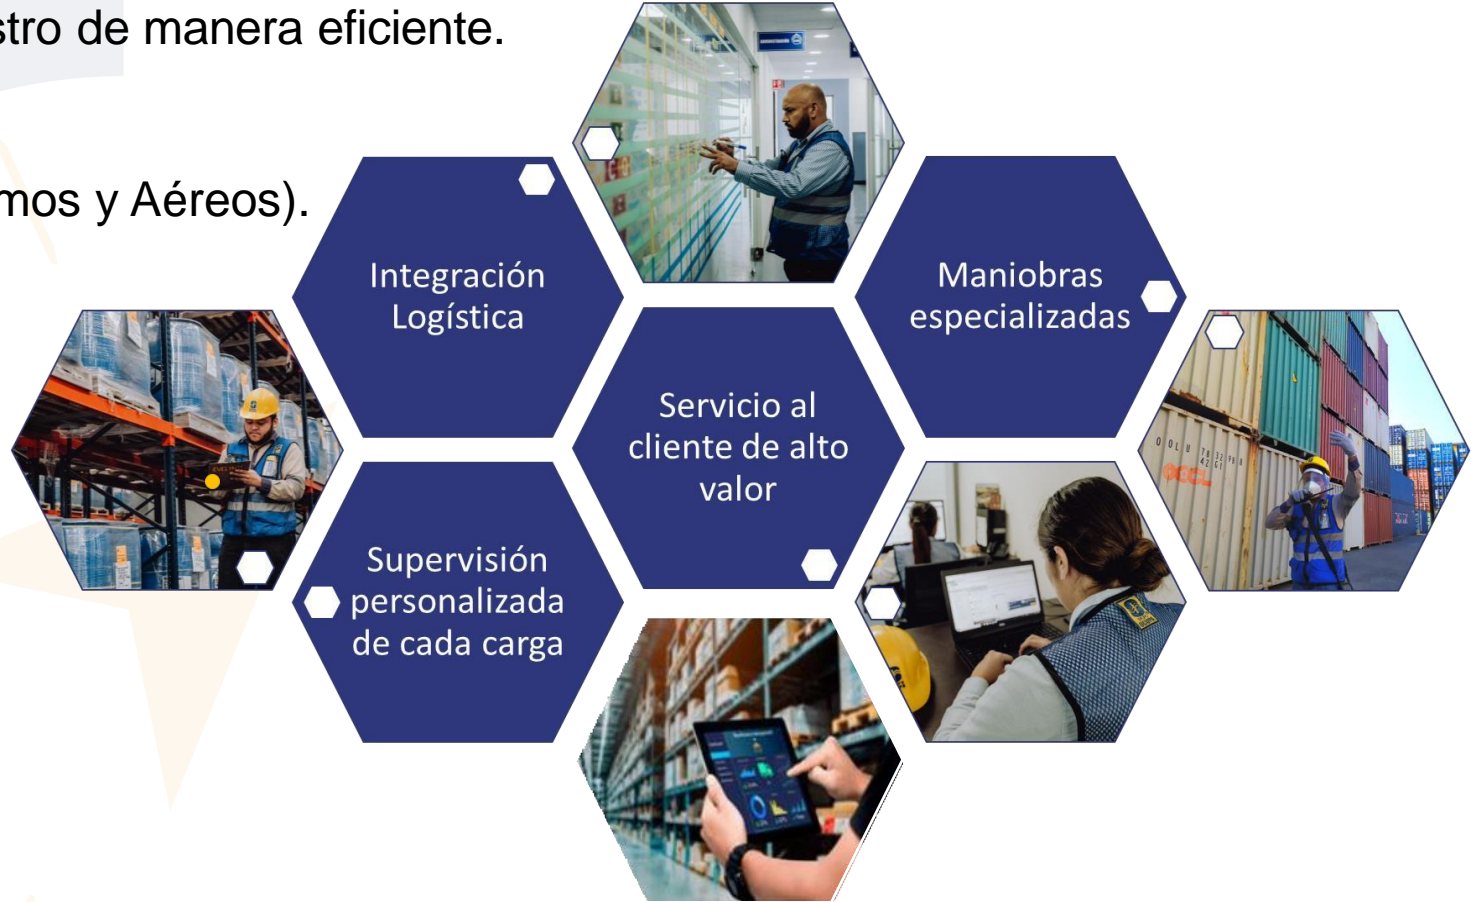 stro de manera eficiente.
mos y Aéreos).
Integración
Logística
Maniobras
especializadas
Servicio al
cliente de alto
valor
Supervisión
personalizada
de cada carga